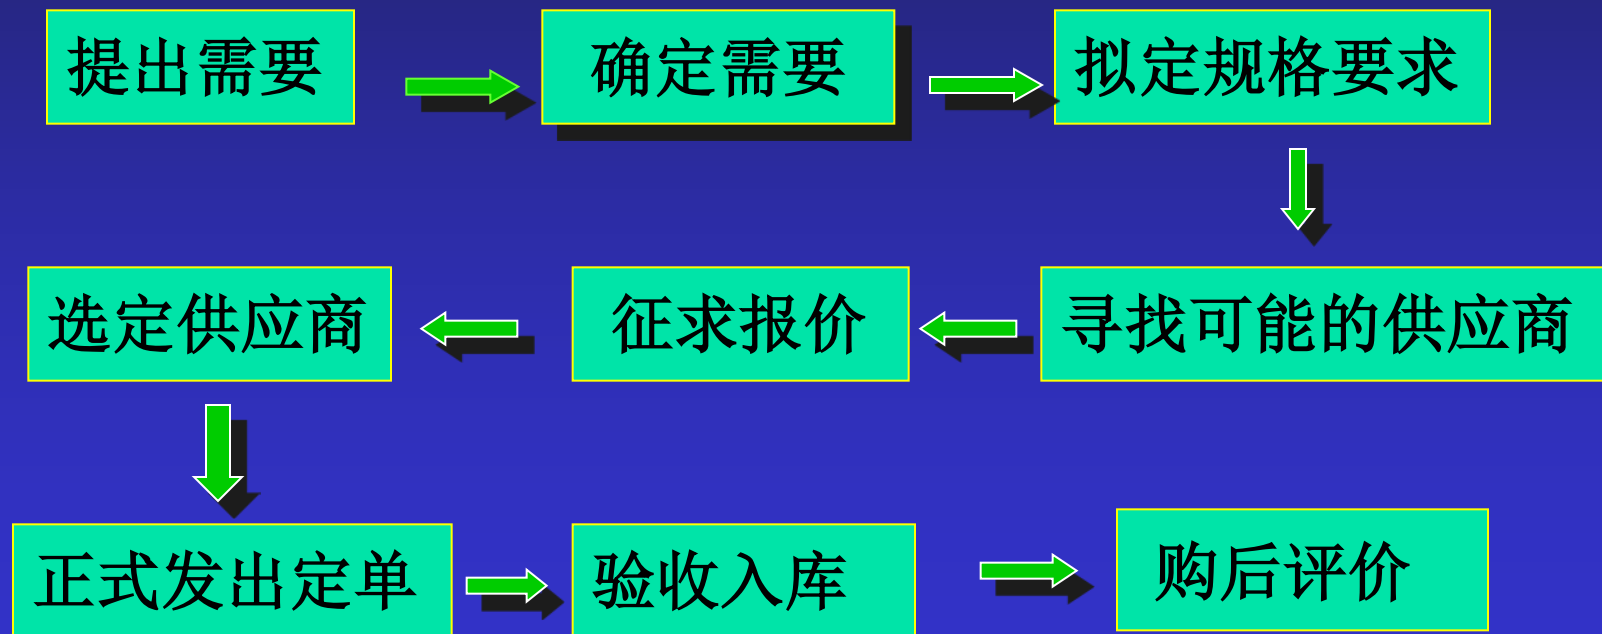 提出需要
确定需要
拟定规格要求
寻找可能的供应商
征求报价
选定供应商
正式发出定单
验收入库
购后评价